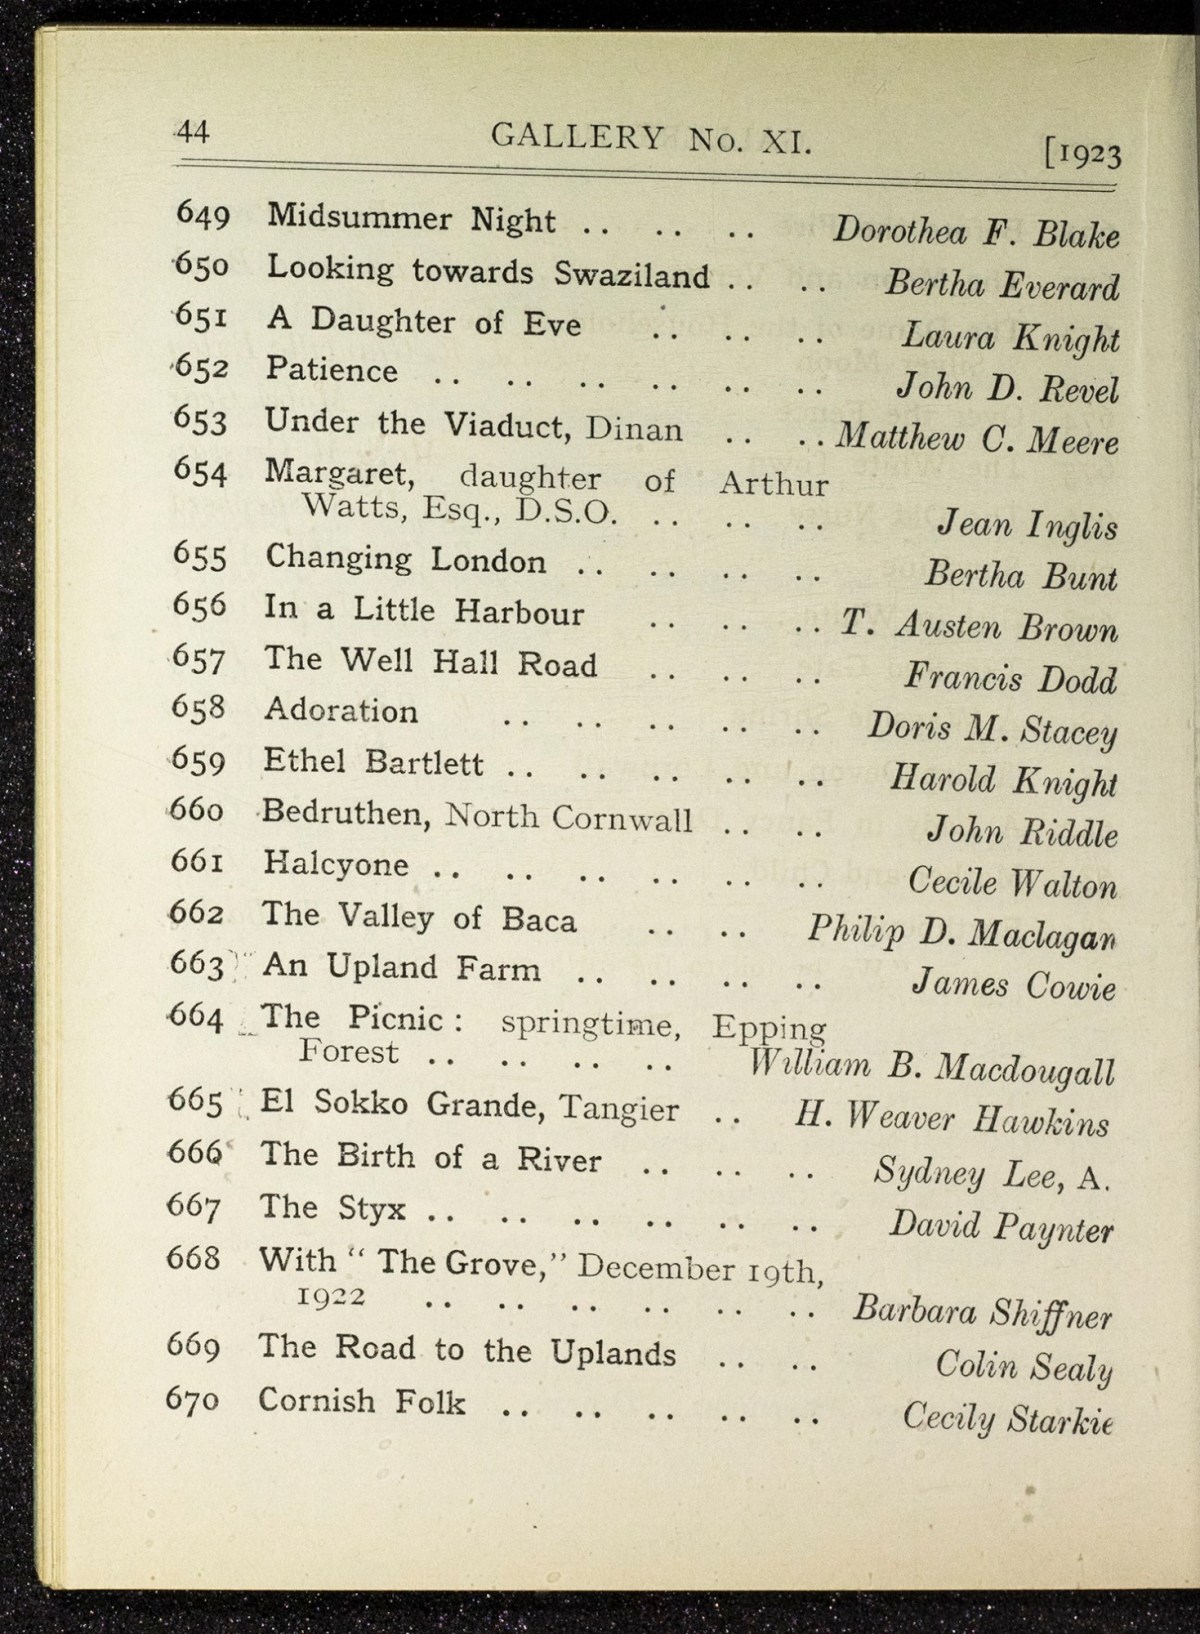 44 GALLERY No. XI. [1923
649 Midsummer Night .. .. .. Dorothea F. Blake
650 Looking towards Swaziland .. .. Bertha Everard
651 A Daughter of Eve .. .. .. Laura Knight
652 Patience .. .. .. .. .. .. John D. Revel
653 Under the Viaduct, Dinan .. .. Matthew C. Meere
654 Margaret, daughter of Arthur
Watts, Esq., D.S.O. .. .. .. Jean Inglis
655 Changing London .. .. .. .. Bertha Bunt
656 In a Little Harbour .. .. .. T. Austen Brown
657 The Well Hall Road .. .. .. Francis Dodd
658 Adoration .. .. .. .. .. Doris M. Stacey
659 Ethel Bartlett .. .. .. .. .. Harold Knight
660 Bedruthen, North Cornwall .. .. John Riddle
661 Halcyone .. .. .. .. .. .. Cecile Walton
662 The Valley of Baca .. .. Philip D. Maclagan
663 An Upland Farm .. .. .. .. James Cowie
664 The Picnic : springtime, Epping
Forest .. .. .. .. William B. Macdougall
665 El Sokko Grande, Tangier .. H. Weaver Hawkins
666 The Birth of a River .. .. .. Sydney Lee, A.
667 The Styx .. .. .. .. .. .. David Paynter
668 With “ The Grove,” December 19th,
1922 .. .. .. .. .. .. Barbara Shiffner
669 The Road to the Uplands .. .. Colin Sealy
670 Cornish Folk .. .. .. .. .. Cecily Starkie